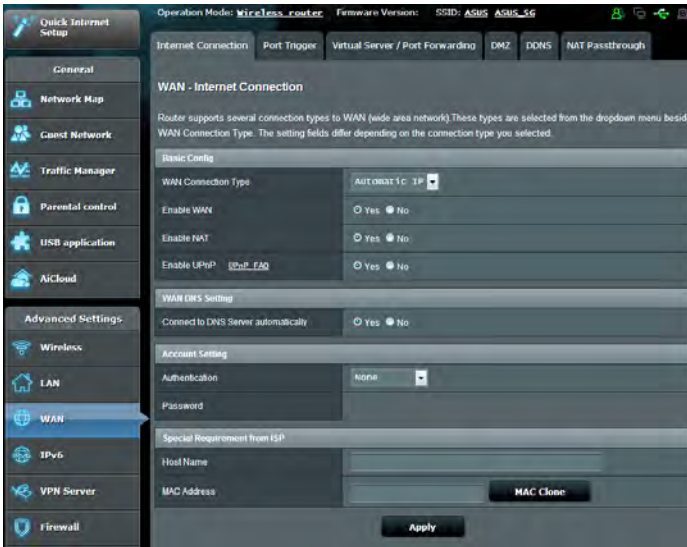 Quick Internet Setup
Operation Mode: Wireless router Firmware Version: SSID: ASUS ASUS_5G
Internet Connection Port Trigger Virtual Server / Port Forwarding DMZ DDNS NAT Passthrough
General
Network Map
Guest Network
Traffic Manager
Parental control
USB application
AiCloud
Advanced Settings
Wireless
LAN
WAN
IPv6
VPN Server
Firewall
WAN - Internet Connection
Router supports several connection types to WAN (wide area network).These types are selected from the dropdown menu besid
WAN Connection Type. The setting fields differ depending on the connection type you selected.
Basic Config
WAN Connection Type Automatic IP
Enable WAN Yes No
Enable NAT Yes No
Enable UPnP UPnP FAQ Yes No
WAN DNS Setting
Connect to DNS Server automatically Yes No
Account Setting
Authentication None
Password
Special Requirement from ISP
Host Name
MAC Address MAC Clone
Apply